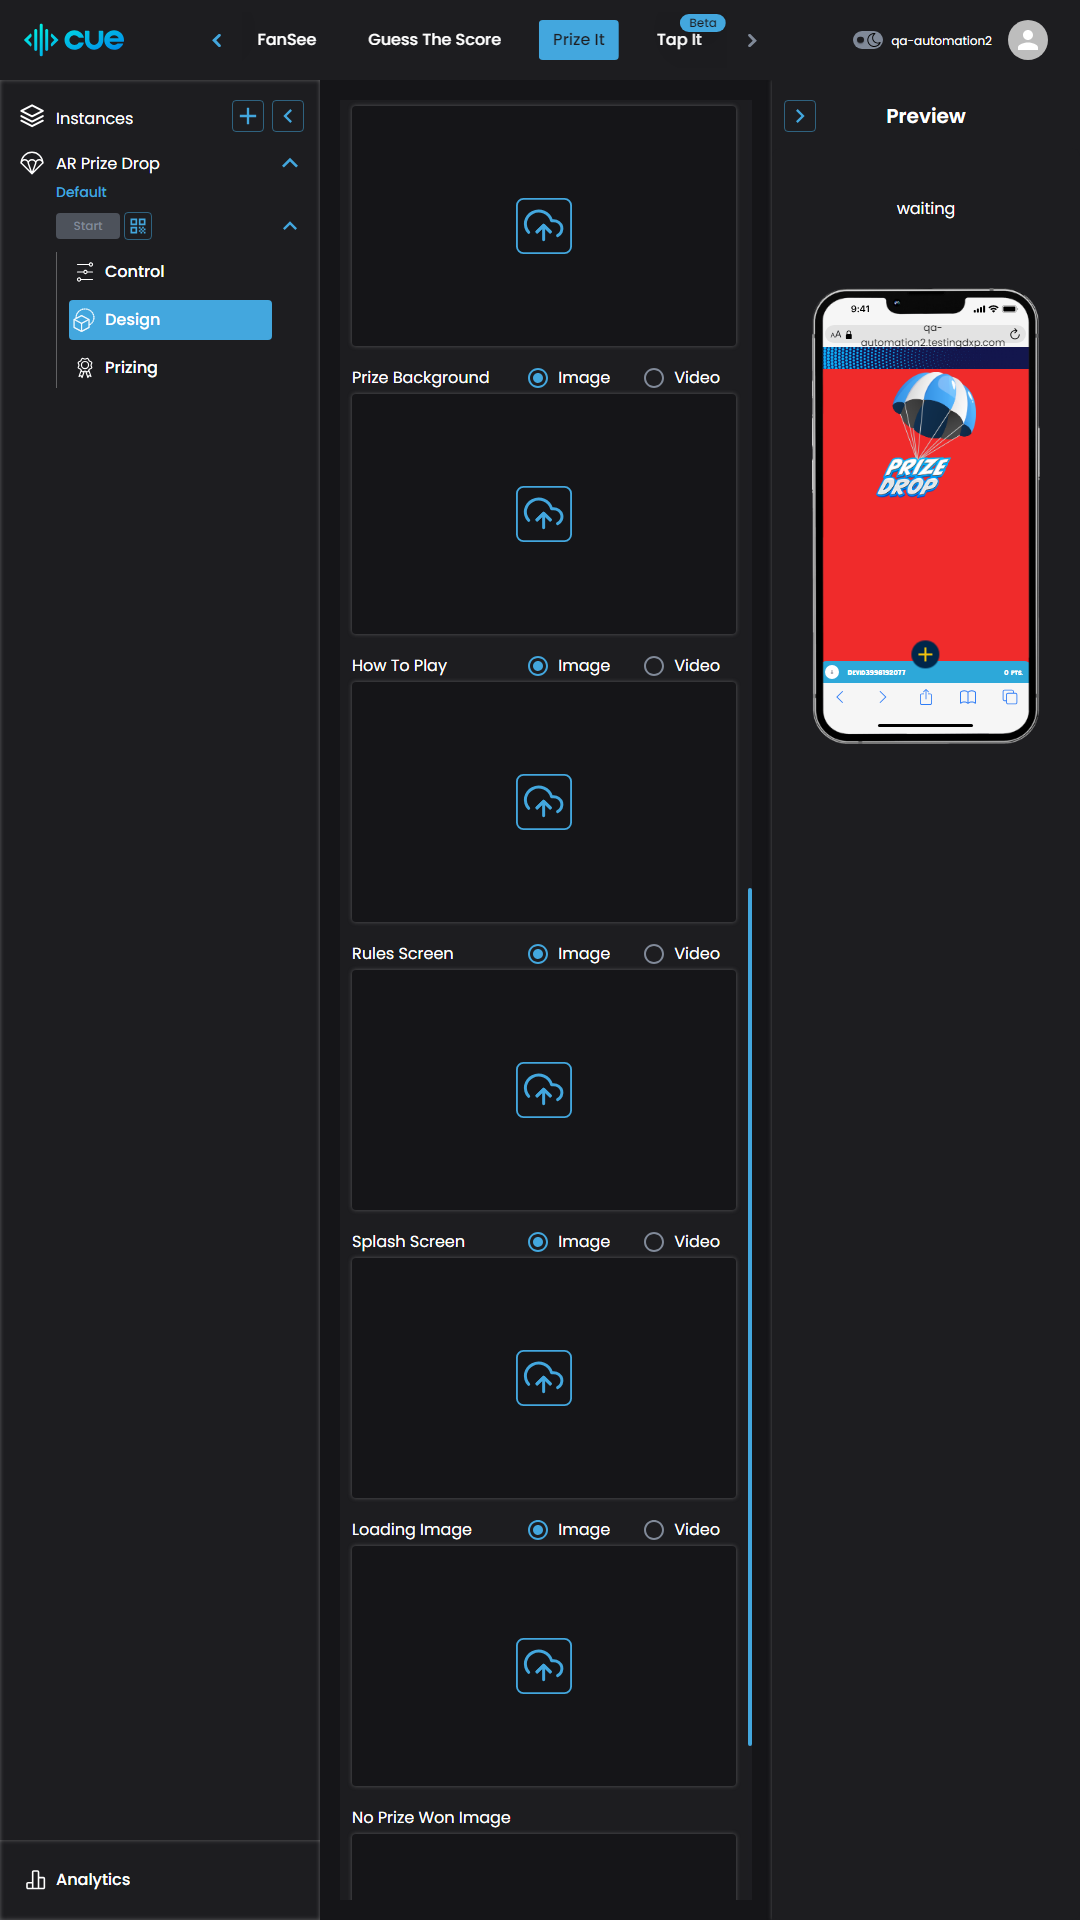 cue
FanSee
Guess The Score
Prize It
Tap It
Beta
qa-automation2
Instances
AR Prize Drop
Default
Start
Control
Design
Prizing
Analytics
Prize Background
Image
Video
How To Play
Image
Video
Rules Screen
Image
Video
Splash Screen
Image
Video
Loading Image
Image
Video
No Prize Won Image
Preview
waiting
9:41
AA
qa-
automation2.testingdxp.com
PRIZE
DROP
0 PTS.